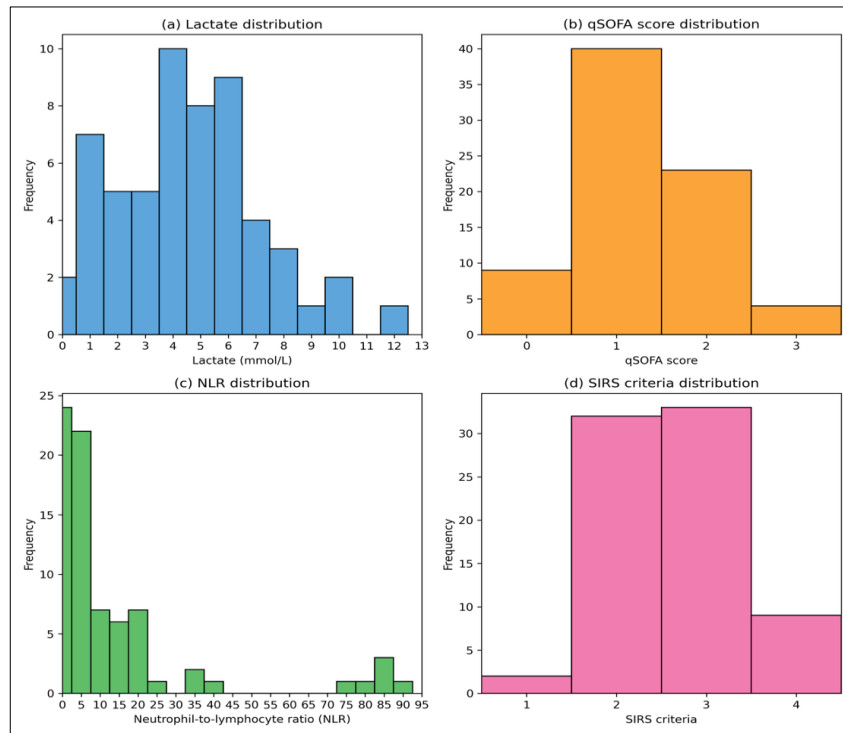 (a) Lactate distribution
10
8
6
4
2
0
Frequency
0 1 2 3 4 5 6 7 8 9 10 11 12 13
Lactate (mmol/L)
(b) qSOFA score distribution
40
35
30
25
20
15
10
5
0
Frequency
0 1 2 3
qSOFA score
(c) NLR distribution
25
20
15
10
5
0
Frequency
0 5 10 15 20 25 30 35 40 45 50 55 60 65 70 75 80 85 90 95
Neutrophil-to-lymphocyte ratio (NLR)
(d) SIRS criteria distribution
30
25
20
15
10
5
0
Frequency
1 2 3 4
SIRS criteria